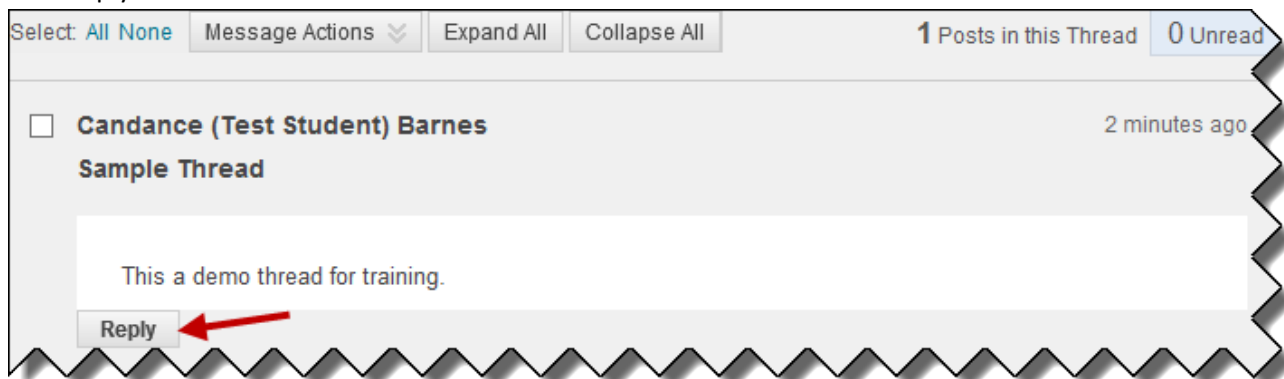 Select: All None Message Actions Expand All Collapse All 1 Posts in this Thread 0 Unread
Candance (Test Student) Barnes 2 minutes ago
Sample Thread
This a demo thread for training.
Reply